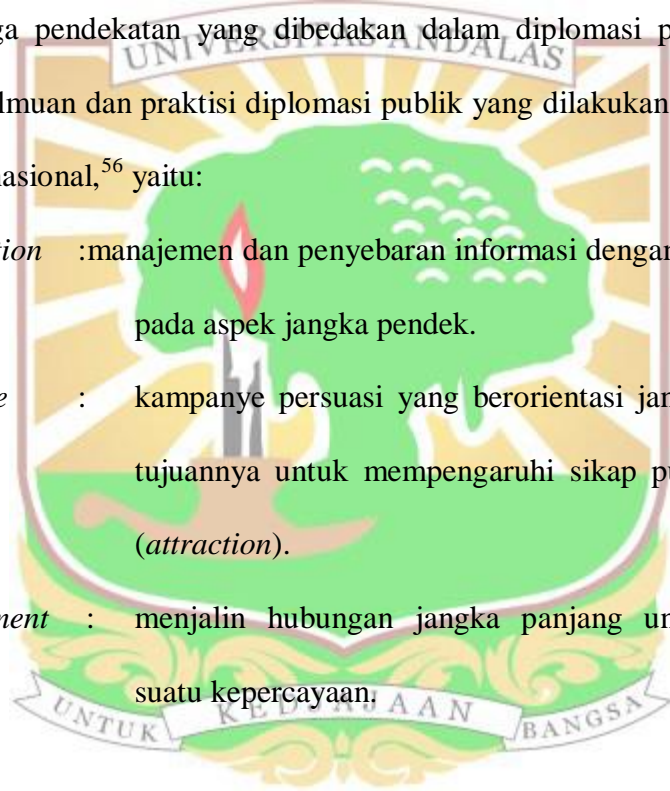 ga pendekatan yang dibedakan dalam diplomasi p
UNIVERSITAS ANDALAS
lmuan dan praktisi diplomasi publik yang dilakukan
nasional,56 yaitu:
tion :manajemen dan penyebaran informasi dengan
pada aspek jangka pendek.
e : kampanye persuasi yang berorientasi jan
tujuannya untuk mempengaruhi sikap pu
(attraction).
ment : menjalin hubungan jangka panjang un
suatu kepercayaan.
UNTUK KEDJAJAAN BANGSA